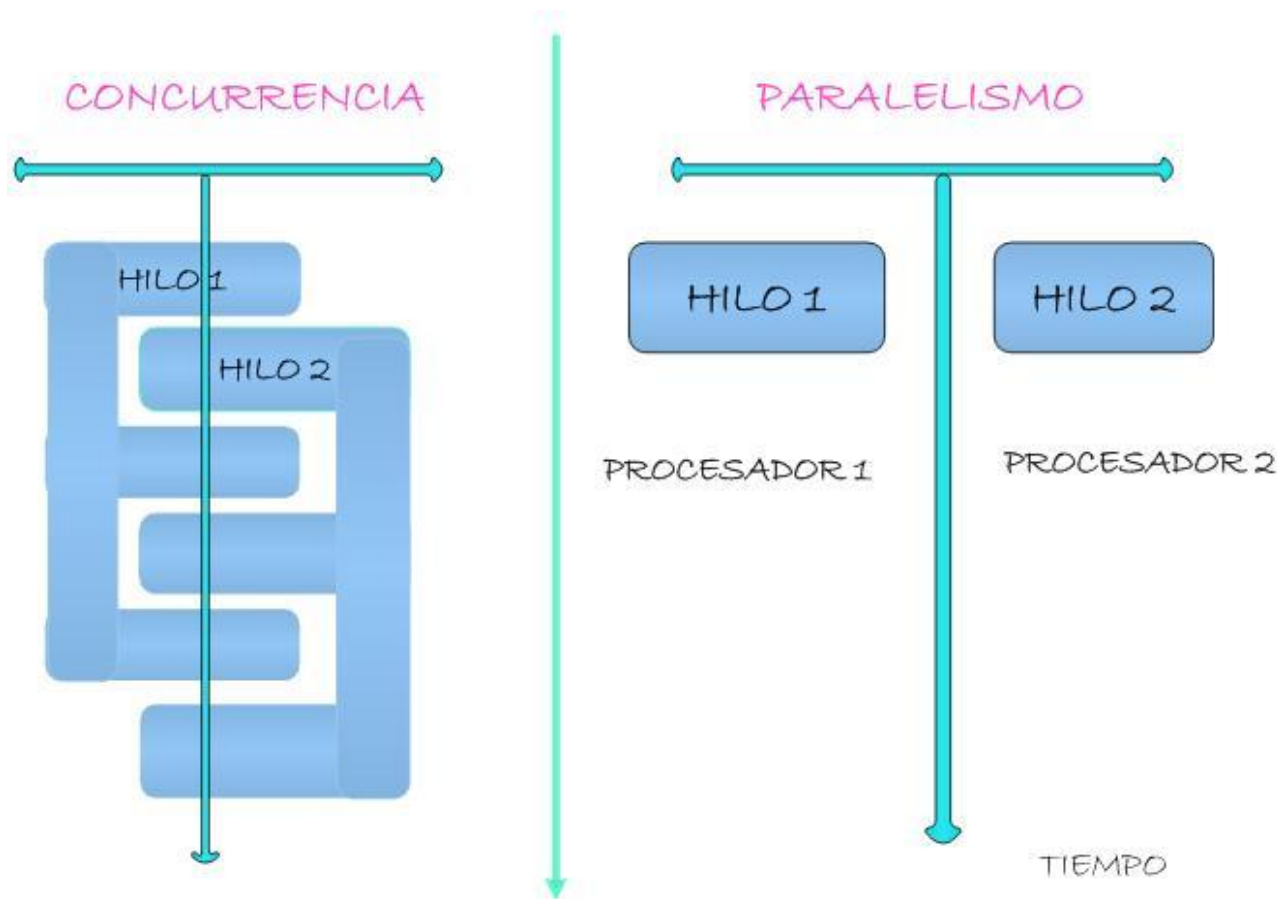 CONCURRENCIA
HILO 1
HILO 2
PARALELISMO
HILO 1
HILO 2
PROCESADOR 1
PROCESADOR 2
TIEMPO